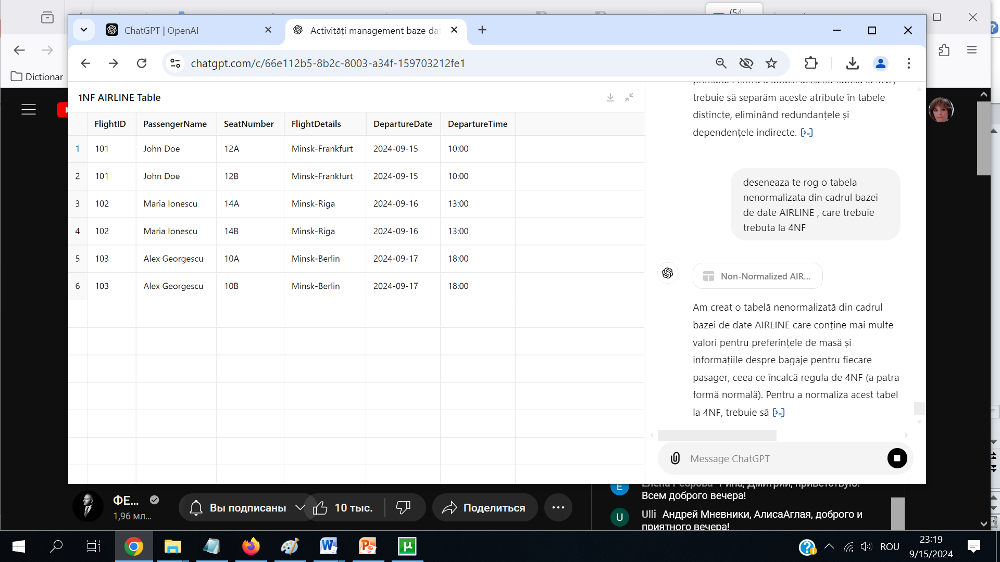 (54)
ChatGPT | OpenAI
Activități management baze dat
chatgpt.com/c/66e112b5-8b2c-8003-a34f-159703212fe1
Dictionar
1NF AIRLINE Table
FlightID PassengerName SeatNumber FlightDetails DepartureDate DepartureTime
1 101 John Doe 12A Minsk-Frankfurt 2024-09-15 10:00
2 101 John Doe 12B Minsk-Frankfurt 2024-09-15 10:00
3 102 Maria Ionescu 14A Minsk-Riga 2024-09-16 13:00
4 102 Maria Ionescu 14B Minsk-Riga 2024-09-16 13:00
5 103 Alex Georgescu 10A Minsk-Berlin 2024-09-17 18:00
6 103 Alex Georgescu 10B Minsk-Berlin 2024-09-17 18:00
trebuie să separăm aceste atribute în tabele
distincte, eliminând redundanțele și
dependențele indirecte. [>-]
deseneaza te rog o tabela
nenormalizata din cadrul bazei
de date AIRLINE , care trebuie
trebuta la 4NF
Non-Normalized AIR...
Am creat o tabelă nenormalizată din cadrul
bazei de date AIRLINE care conține mai multe
valori pentru preferințele de masă și
informațiile despre bagaje pentru fiecare
pasager, ceea ce încalcă regula de 4NF (a patra
formă normală). Pentru a normaliza acest tabel
la 4NF, trebuie să [>-]
Message ChatGPT
ФЕ...
1,96 мл...
Вы подписаны
10 тыс.
Поделиться
Всем доброго вечера!
U
Ulli Андрей Мневники, АлисаАглая, доброго и
приятного вечера!
ROU
23:19
9/15/2024